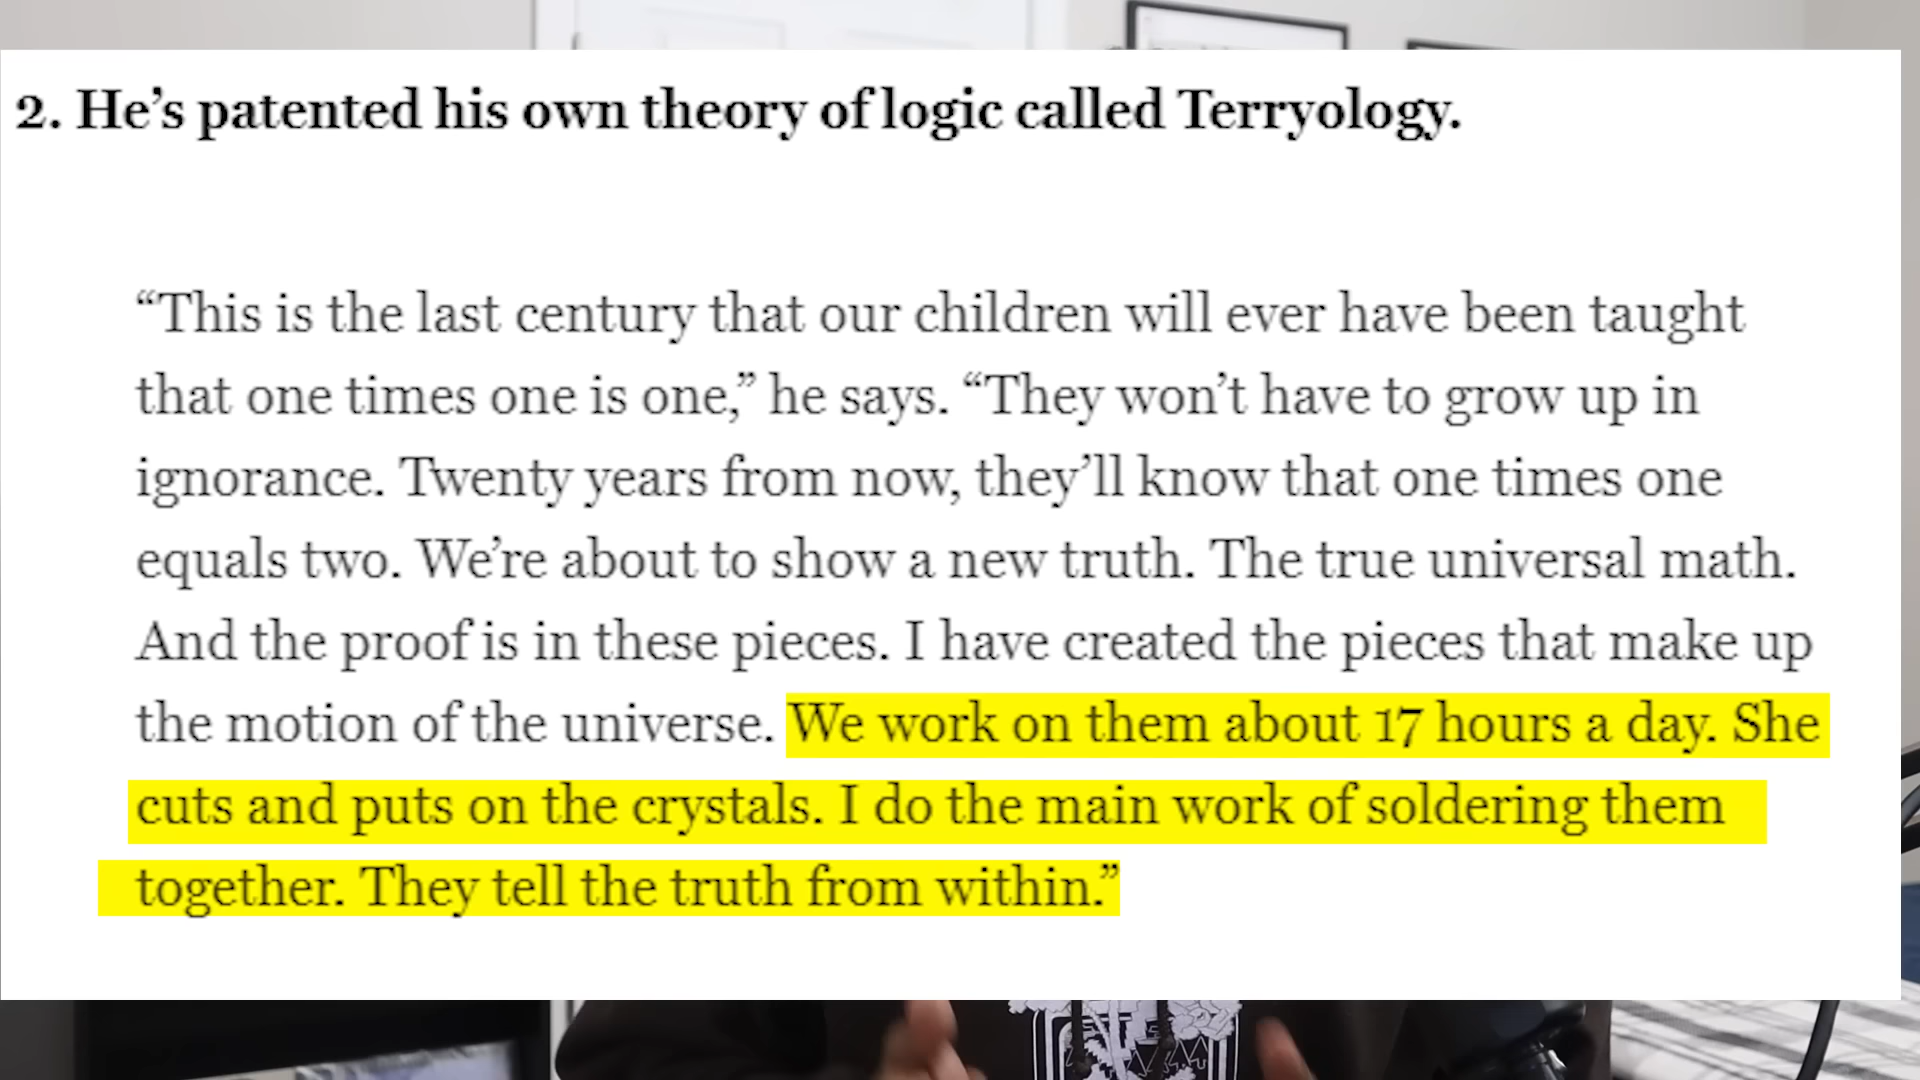 2. He’s patented his own theory of logic called Terryology.
“This is the last century that our children will ever have been taught
that one times one is one,” he says. “They won’t have to grow up in
ignorance. Twenty years from now, they’ll know that one times one
equals two. We’re about to show a new truth. The true universal math.
And the proof is in these pieces. I have created the pieces that make up
the motion of the universe. We work on them about 17 hours a day. She
cuts and puts on the crystals. I do the main work of soldering them
together. They tell the truth from within.”